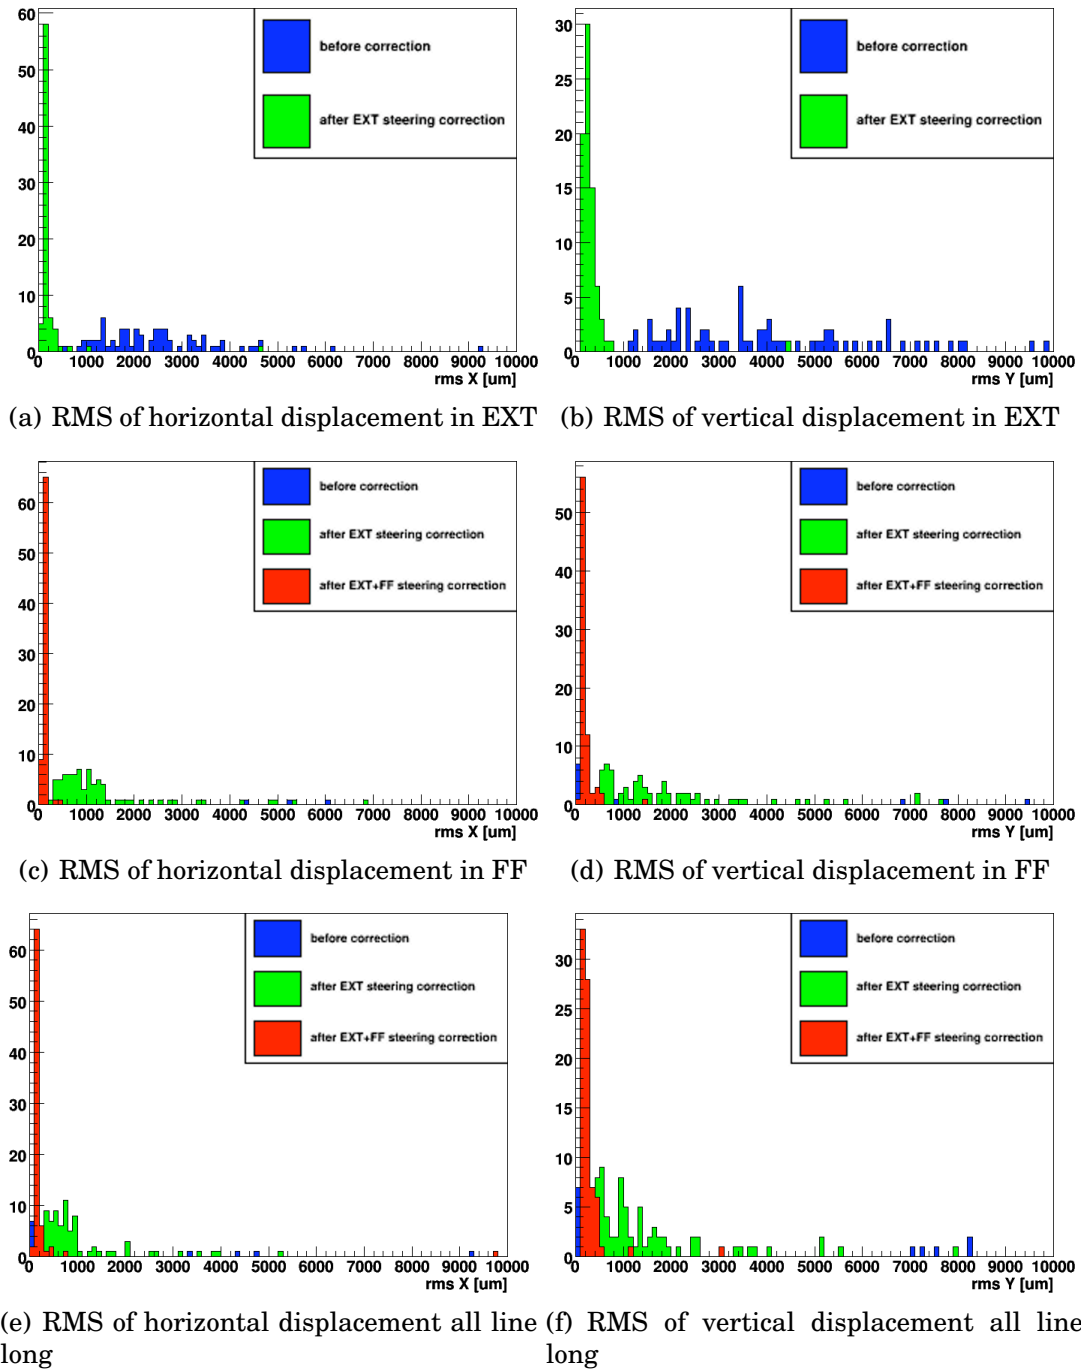 60
50
40
30
20
10
0
0 1000 2000 3000 4000 5000 6000 7000 8000 9000 10000
rms X [um]
before correction
after EXT steering correction
(a) RMS of horizontal displacement in EXT
30
25
20
15
10
5
0
0 1000 2000 3000 4000 5000 6000 7000 8000 9000 10000
rms Y [um]
before correction
after EXT steering correction
(b) RMS of vertical displacement in EXT
60
50
40
30
20
10
0
0 1000 2000 3000 4000 5000 6000 7000 8000 9000 10000
rms X [um]
before correction
after EXT steering correction
after EXT+FF steering correction
(c) RMS of horizontal displacement in FF
50
40
30
20
10
0
0 1000 2000 3000 4000 5000 6000 7000 8000 9000 10000
rms Y [um]
before correction
after EXT steering correction
after EXT+FF steering correction
(d) RMS of vertical displacement in FF
60
50
40
30
20
10
0
0 1000 2000 3000 4000 5000 6000 7000 8000 9000 10000
rms X [um]
before correction
after EXT steering correction
after EXT+FF steering correction
(e) RMS of horizontal displacement all line
long
30
25
20
15
10
5
0
0 1000 2000 3000 4000 5000 6000 7000 8000 9000 10000
rms Y [um]
before correction
after EXT steering correction
after EXT+FF steering correction
(f) RMS of vertical displacement all line
long